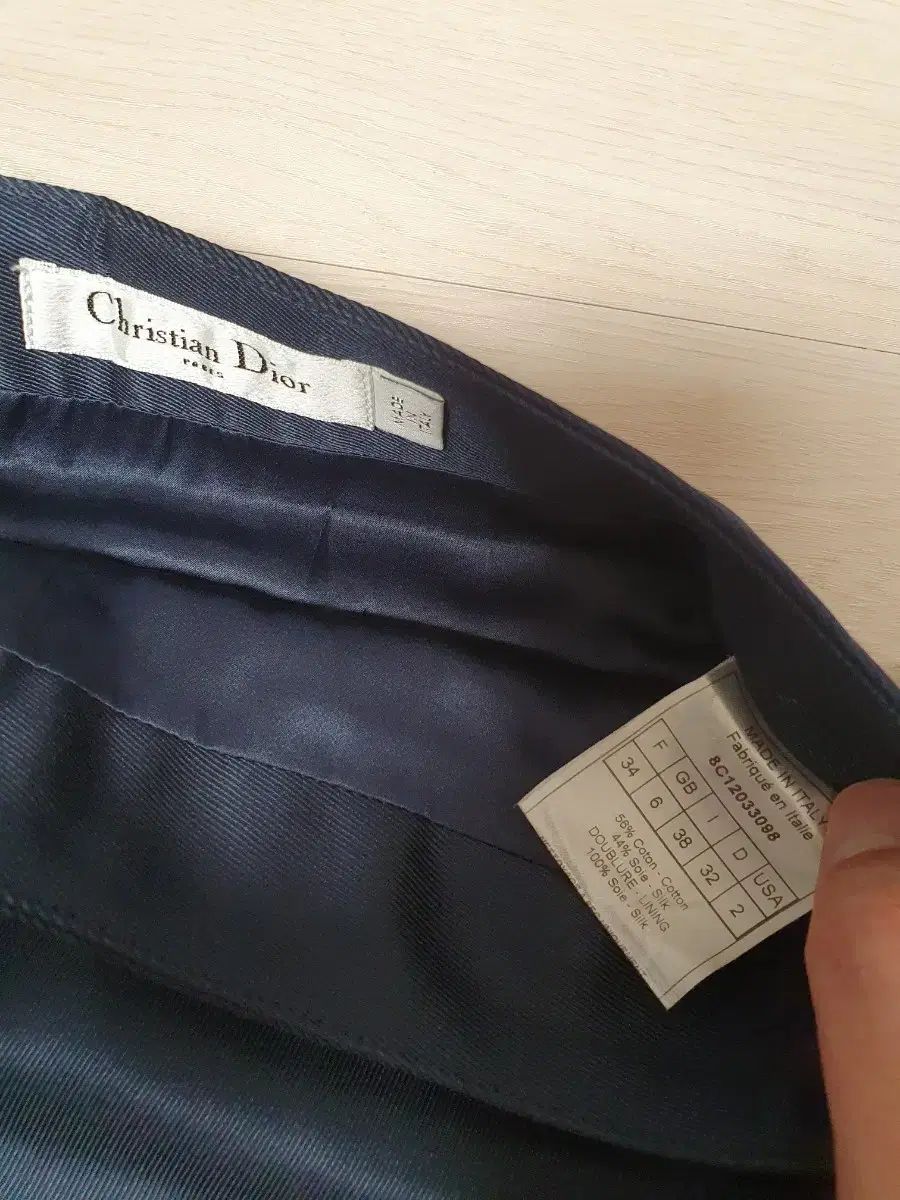 Christian Dior
PARIS
MADE
IN
ITALY
MADE IN ITALY
Fabriqué en Italie
8C12033098
F GB I D USA
34 6 38 32 2
56% Coton - Cotton
44% Soie - Silk
DOUBLURE - LINING
100% Soie - Silk